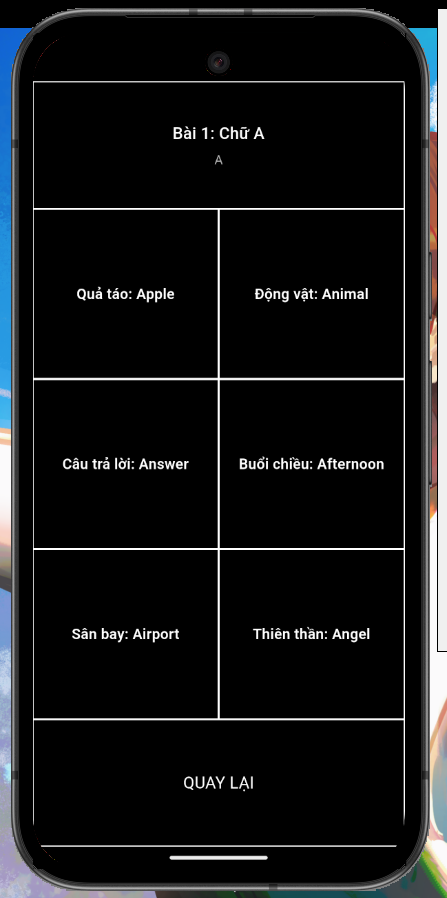 Bài 1: Chữ A
A
Quả táo: Apple
Động vật: Animal
Câu trả lời: Answer
Buổi chiều: Afternoon
Sân bay: Airport
Thiên thần: Angel
QUAY LẠI